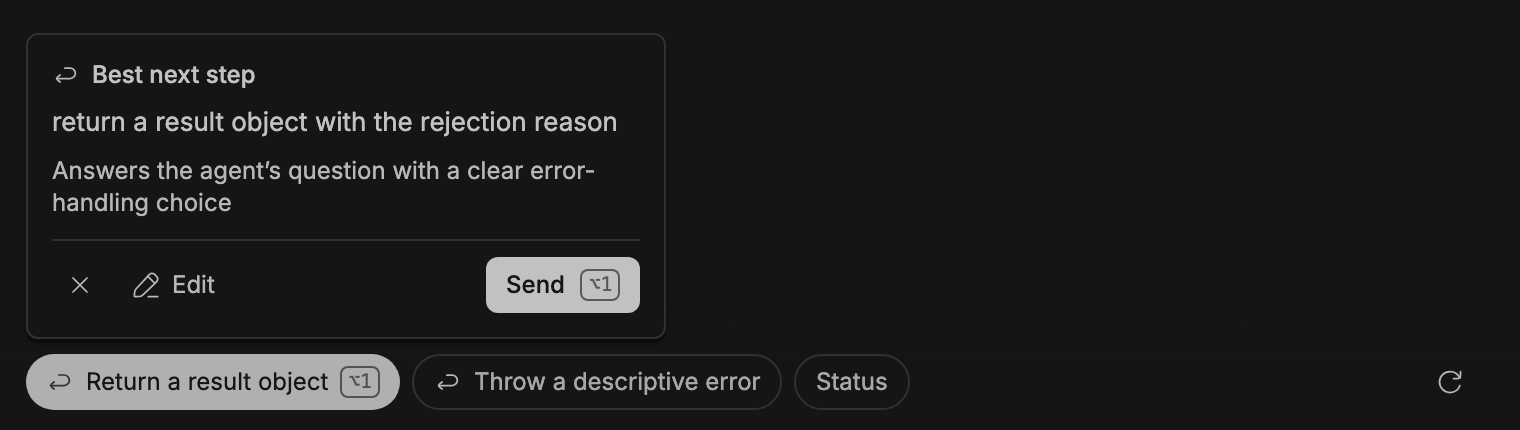 Best next step
return a result object with the rejection reason
Answers the agent’s question with a clear error-
handling choice
Edit
Send ⌥1
Return a result object ⌥1
Throw a descriptive error
Status